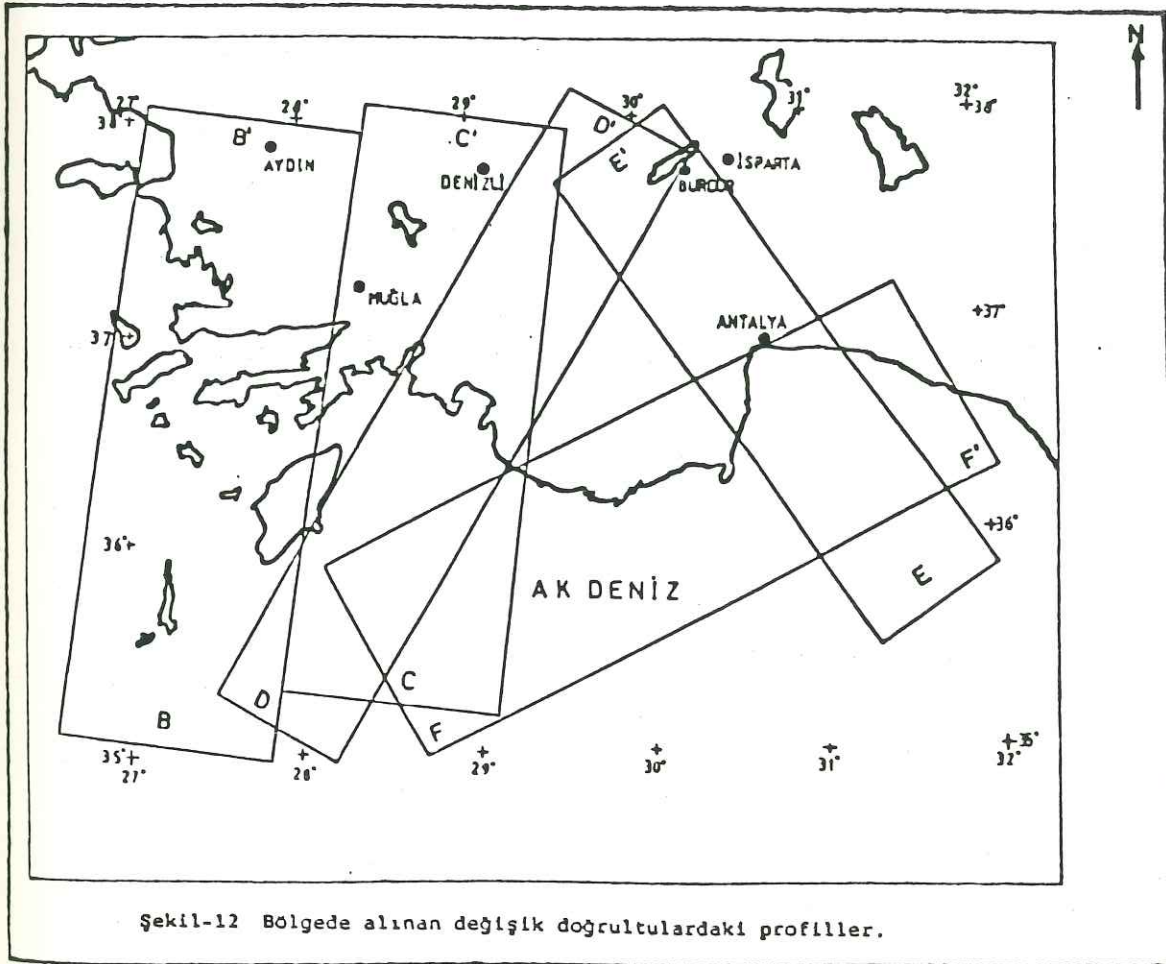 N
27° 28° 29° 30° 31° 32°
38°
B' C' D' E'
AYDIN DENİZLİ BURDUR İSPARTA
MUĞLA
37° ANTALYA 37°
F'
36° 36°
AK DENİZ E
B D C F
35° 35°
27° 28° 29° 30° 31° 32°
Şekil-12 Bölgede alınan değişik doğrultulardaki profiller.